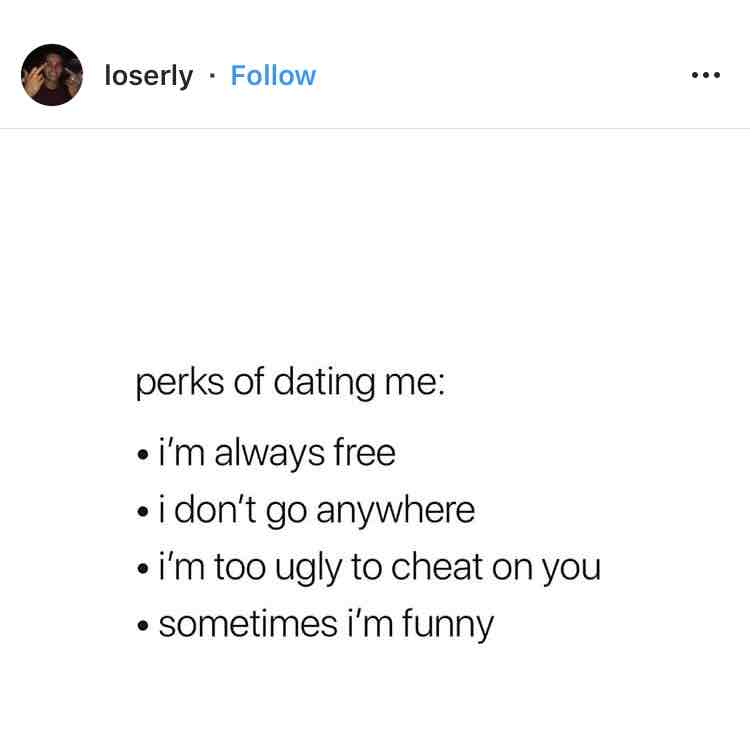 loserly · Follow
perks of dating me:
• i'm always free
• i don't go anywhere
• i'm too ugly to cheat on you
• sometimes i'm funny